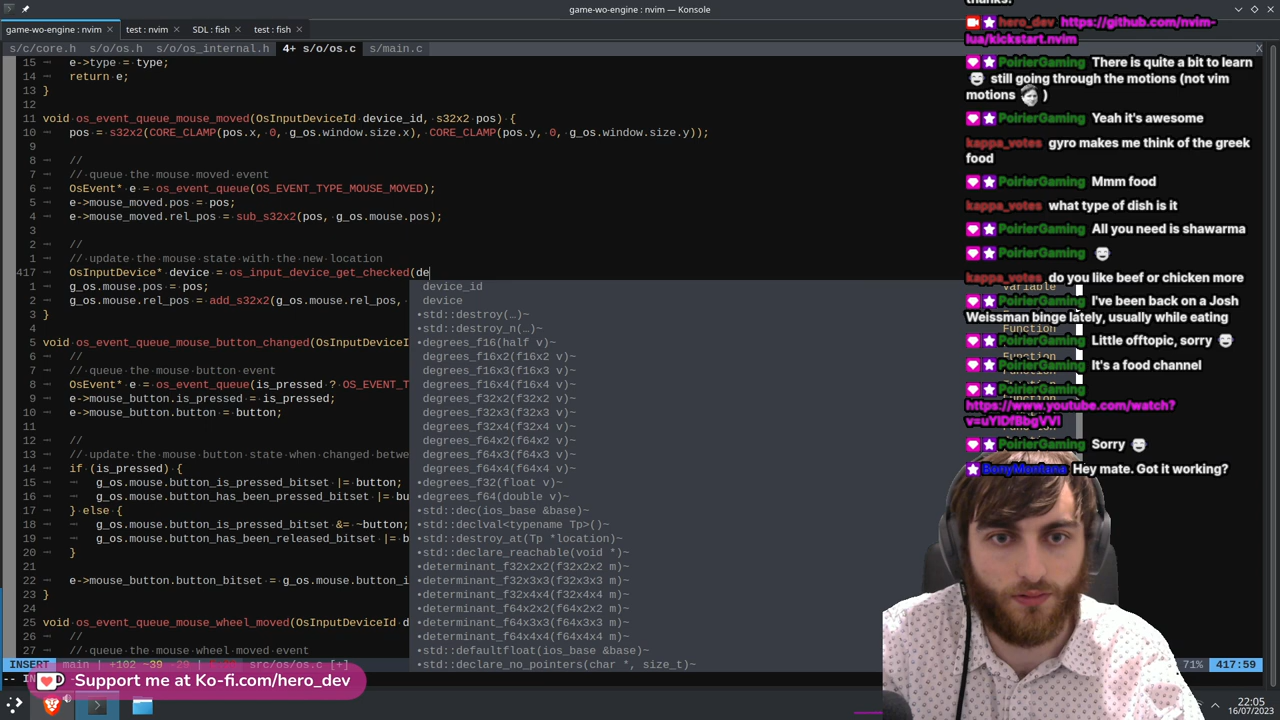 game-wo-engine : nvim — Konsole
game-wo-engine : nvim
test : nvim
SDL : fish
test : fish
s/c/core.h s/o/os.h s/o/os_internal.h 4+ s/o/os.c s/main.c X
15 e->type = type;
14 return e;
13 }
12
11 void os_event_queue_mouse_moved(OsInputDeviceId device_id, s32x2 pos) {
10 pos = s32x2(CORE_CLAMP(pos.x, 0, g_os.window.size.x), CORE_CLAMP(pos.y, 0, g_os.window.size.y));
9
8 //
7 // queue the mouse moved event
6 OsEvent* e = os_event_queue(OS_EVENT_TYPE_MOUSE_MOVED);
5 e->mouse_moved.pos = pos;
4 e->mouse_moved.rel_pos = sub_s32x2(pos, g_os.mouse.pos);
3
2 //
1 // update the mouse state with the new location
417 OsInputDevice* device = os_input_device_get_checked(de
1 g_os.mouse.pos = pos;
2 g_os.mouse.rel_pos = add_s32x2(g_os.mouse.rel_pos,
3 }
4
5 void os_event_queue_mouse_button_changed(OsInputDeviceI
6 //
7 // queue the mouse button event
8 OsEvent* e = os_event_queue(is_pressed ? OS_EVENT_T
9 e->mouse_button.is_pressed = is_pressed;
10 e->mouse_button.button = button;
11
12 //
13 // update the mouse button state when changed betwe
14 if (is_pressed) {
15 g_os.mouse.button_is_pressed_bitset |= button;
16 g_os.mouse.button_has_been_pressed_bitset |= bu
17 } else {
18 g_os.mouse.button_is_pressed_bitset &= ~button;
19 g_os.mouse.button_has_been_released_bitset |= b
20 }
21
22 e->mouse_button.button_bitset = g_os.mouse.button_i
23 }
24
25 void os_event_queue_mouse_wheel_moved(OsInputDeviceId d
26 //
27 // queue the mouse wheel moved event
device_id Variable
device
•std::destroy(…)~
•std::destroy_n(…)~ Function
•degrees_f16(half v)~
degrees_f16x2(f16x2 v)~
degrees_f16x3(f16x3 v)~
degrees_f16x4(f16x4 v)~
degrees_f32x2(f32x2 v)~
degrees_f32x3(f32x3 v)~
degrees_f32x4(f32x4 v)~
degrees_f64x2(f64x2 v)~
degrees_f64x3(f64x3 v)~
degrees_f64x4(f64x4 v)~
•degrees_f32(float v)~
•degrees_f64(double v)~
•std::dec(ios_base &base)~
•std::declval<typename Tp>()~
•std::destroy_at(Tp *location)~
•std::declare_reachable(void *)~
•determinant_f32x2x2(f32x2x2 m)~
•determinant_f32x3x3(f32x3x3 m)~
•determinant_f32x4x4(f32x4x4 m)~
•determinant_f64x2x2(f64x2x2 m)~
•determinant_f64x3x3(f64x3x3 m)~
•determinant_f64x4x4(f64x4x4 m)~
•std::defaultfloat(ios_base &base)~
•std::declare_no_pointers(char *, size_t)~
INSERT main | +102 ~39 -29 | src/os/os.c [+] 71% 417:59
-- IN
Support me at Ko-fi.com/hero_dev
thanks!
hero_dev https://github.com/nvim-
lua/kickstart.nvim
PoirierGaming There is quite a bit to learn
still going through the motions (not vim
motions )
PoirierGaming Yeah it's awesome
kappa_votes gyro makes me think of the greek
food
PoirierGaming Mmm food
kappa_votes what type of dish is it
PoirierGaming All you need is shawarma
PoirierGaming
kappa_votes do you like beef or chicken more
PoirierGaming I've been back on a Josh
Weissman binge lately, usually while eating
PoirierGaming Little offtopic, sorry
PoirierGaming It's a food channel
PoirierGaming
https://www.youtube.com/watch?
PoirierGaming Sorry
Hey mate. Got it working?
22:05
16/07/2023